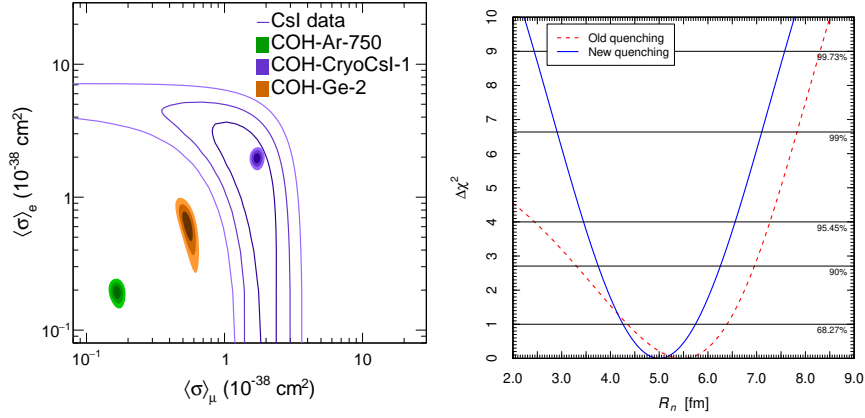 CsI data
COH-Ar-750
COH-CryoCsI-1
COH-Ge-2
10
1
10⁻¹
10⁻¹
1
10
⟨σ⟩ₑ (10⁻³⁸ cm²)
⟨σ⟩_μ (10⁻³⁸ cm²)
Old quenching
New quenching
10
9
8
7
6
5
4
3
2
1
0
99.73%
99%
95.45%
90%
68.27%
Δχ²
2.0 3.0 4.0 5.0 6.0 7.0 8.0 9.0
Rₙ [fm]